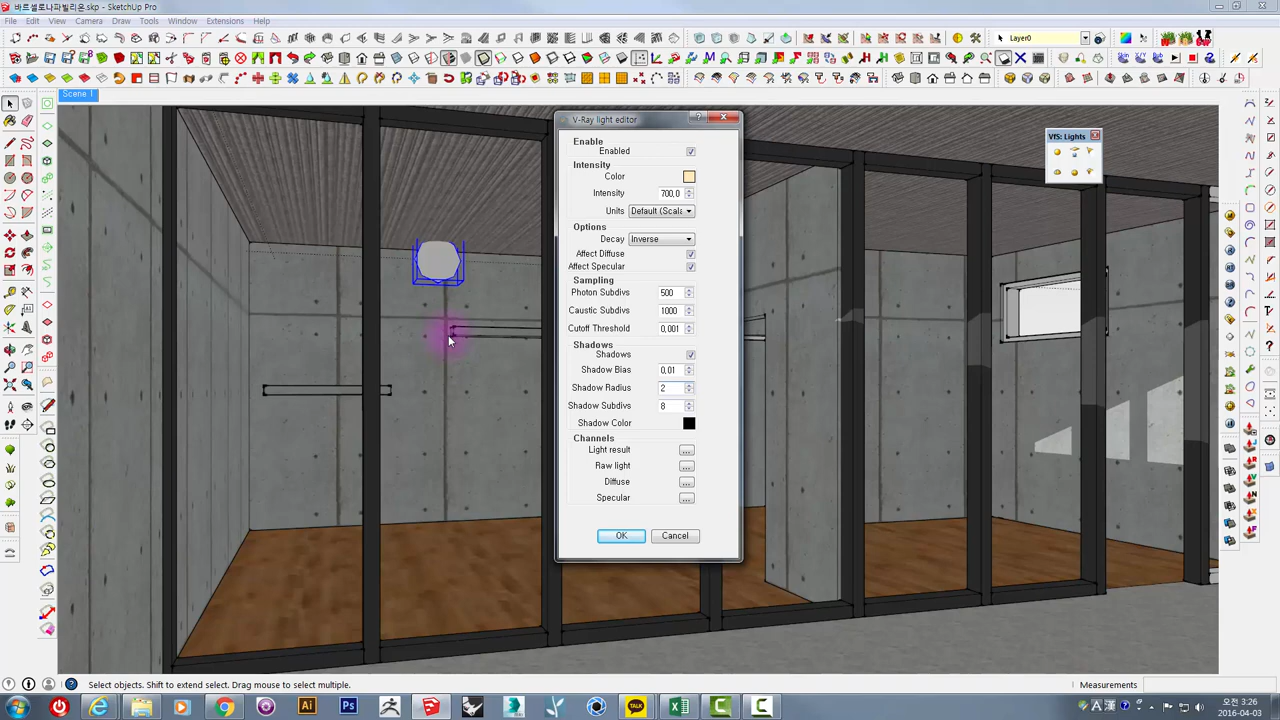 바르셀로나파빌리온.skp - SketchUp Pro
File Edit View Camera Draw Tools Window Extensions Help
Layer0
Scene 1
V-Ray light editor
VfS: Lights
Enable
Enabled
Intensity
Color
Intensity 700,0
Units Default (Scala
Options
Decay Inverse
Affect Diffuse
Affect Specular
Sampling
Photon Subdivs 500
Caustic Subdivs 1000
Cutoff Threshold 0,001
Shadows
Shadows
Shadow Bias 0,01
Shadow Radius 2
Shadow Subdivs 8
Shadow Color
Channels
Light result ...
Raw light ...
Diffuse ...
Specular ...
OK Cancel
Select objects. Shift to extend select. Drag mouse to select multiple.
Measurements
Ai Ps TALK
오후 3:26
2016-04-03